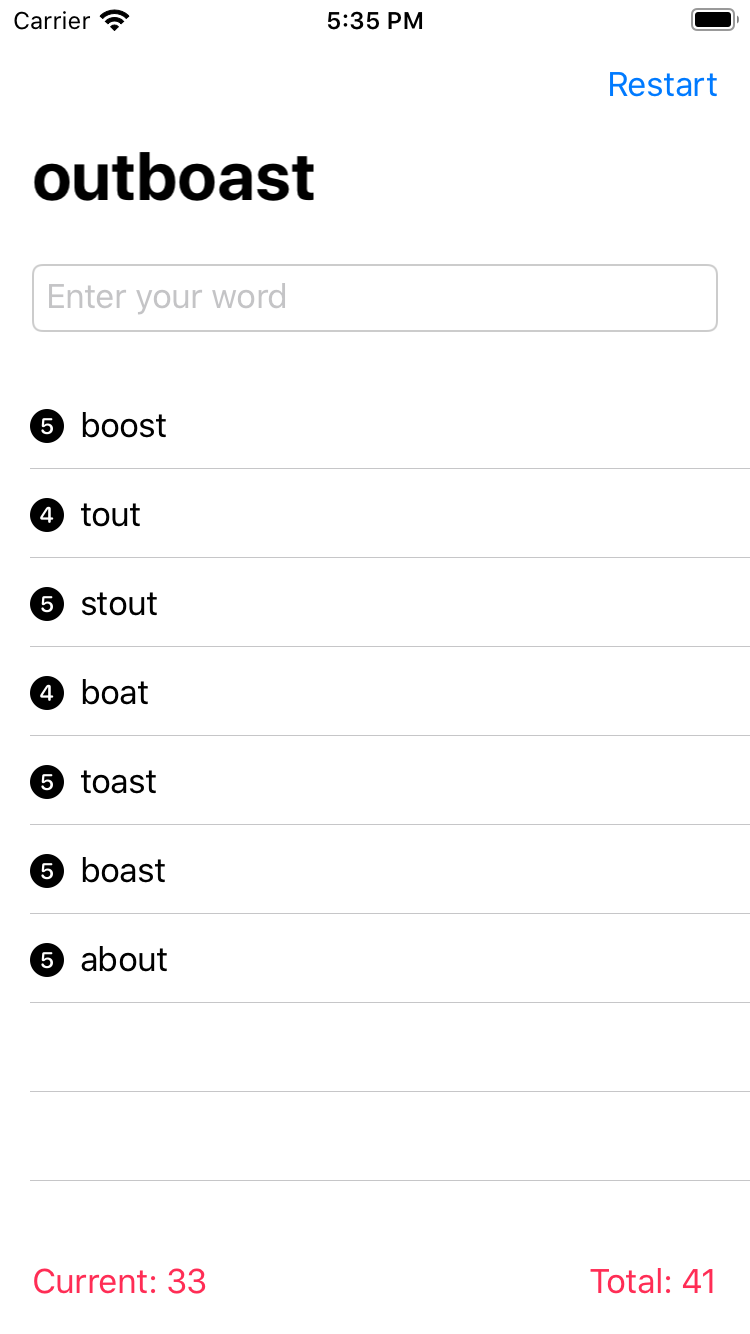 Carrier 5:35 PM
Restart
outboast
Enter your word
5 boost
4 tout
5 stout
4 boat
5 toast
5 boast
5 about
Current: 33 Total: 41